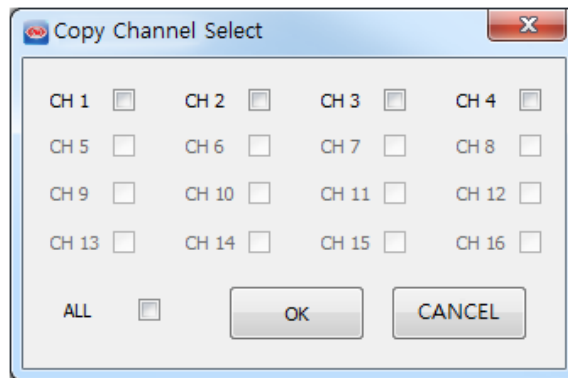 Copy Channel Select
CH 1 CH 2 CH 3 CH 4
CH 5 CH 6 CH 7 CH 8
CH 9 CH 10 CH 11 CH 12
CH 13 CH 14 CH 15 CH 16
ALL OK CANCEL